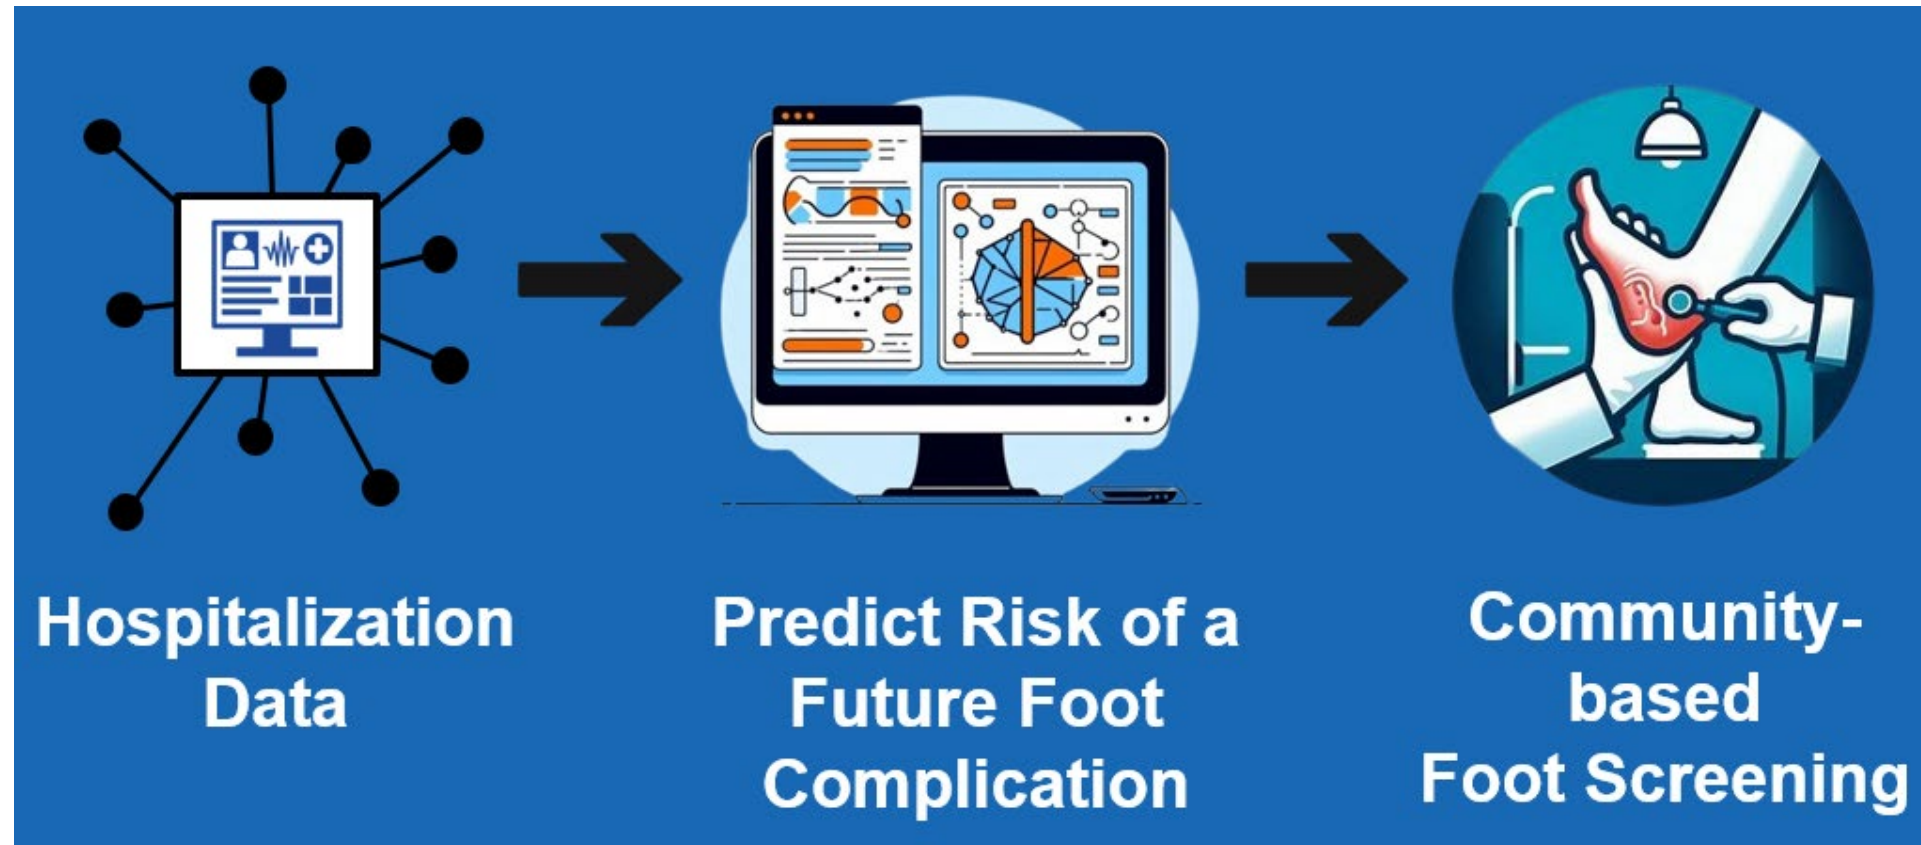 Hospitalization
Data
Predict Risk of a
Future Foot
Complication
Community-
based
Foot Screening